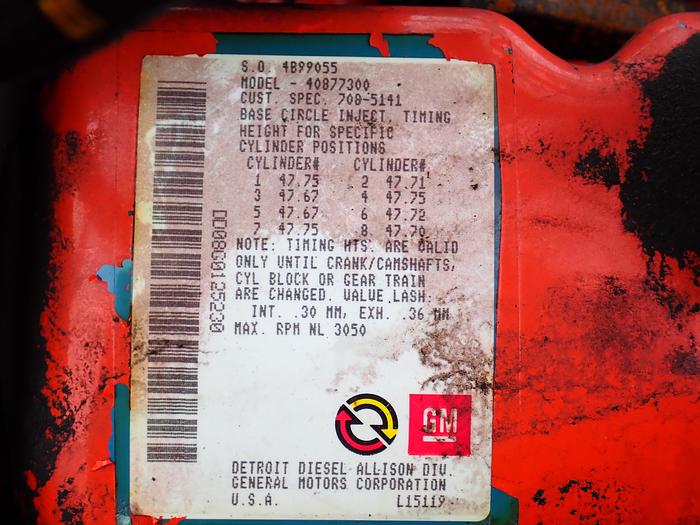 S.O. 4B99055
MODEL - 40877300
CUST. SPEC. 708-5141
BASE CIRCLE INJECT. TIMING
HEIGHT FOR SPECIFIC
CYLINDER POSITIONS
CYLINDER# CYLINDER#
1 47.75 2 47.71
3 47.67 4 47.75
5 47.67 6 47.72
7 47.75 8 47.70
NOTE: TIMING HTS. ARE VALID
ONLY UNTIL CRANK/CAMSHAFTS,
CYL BLOCK OR GEAR TRAIN
ARE CHANGED. VALVE LASH:
INT. .30 MM, EXH. .36 MM
MAX. RPM NL 3050
DD08G0125230
GM
DETROIT DIESEL ALLISON DIV.
GENERAL MOTORS CORPORATION
U.S.A. L15119